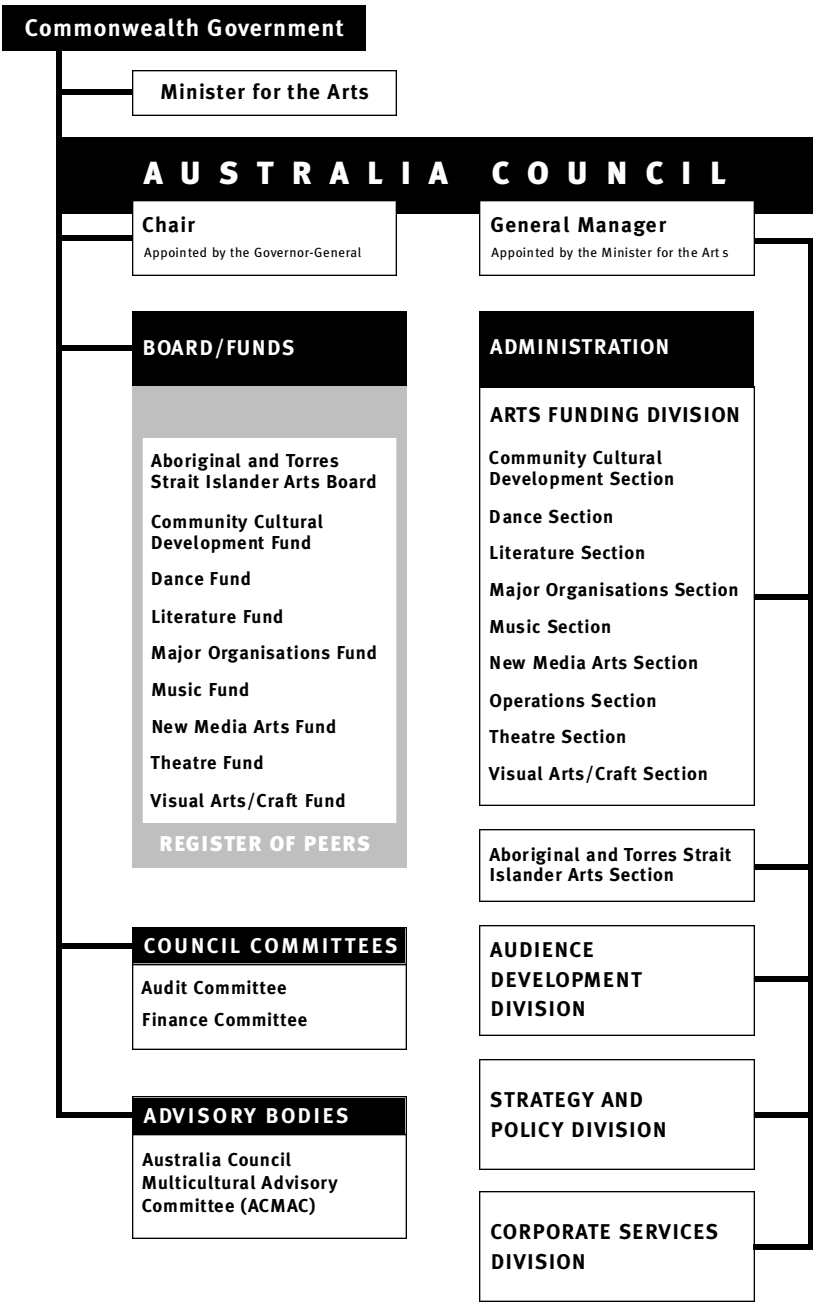 Commonwealth Government
Minister for the Arts
AUSTRALIA COUNCIL
Chair
Appointed by the Governor-General
General Manager
Appointed by the Minister for the Arts
BOARD/FUNDS
Aboriginal and Torres
Strait Islander Arts Board
Community Cultural
Development Fund
Dance Fund
Literature Fund
Major Organisations Fund
Music Fund
New Media Arts Fund
Theatre Fund
Visual Arts/Craft Fund
REGISTER OF PEERS
COUNCIL COMMITTEES
Audit Committee
Finance Committee
ADVISORY BODIES
Australia Council
Multicultural Advisory
Committee (ACMAC)
ADMINISTRATION
ARTS FUNDING DIVISION
Community Cultural
Development Section
Dance Section
Literature Section
Major Organisations Section
Music Section
New Media Arts Section
Operations Section
Theatre Section
Visual Arts/Craft Section
Aboriginal and Torres Strait
Islander Arts Section
AUDIENCE
DEVELOPMENT
DIVISION
STRATEGY AND
POLICY DIVISION
CORPORATE SERVICES
DIVISION